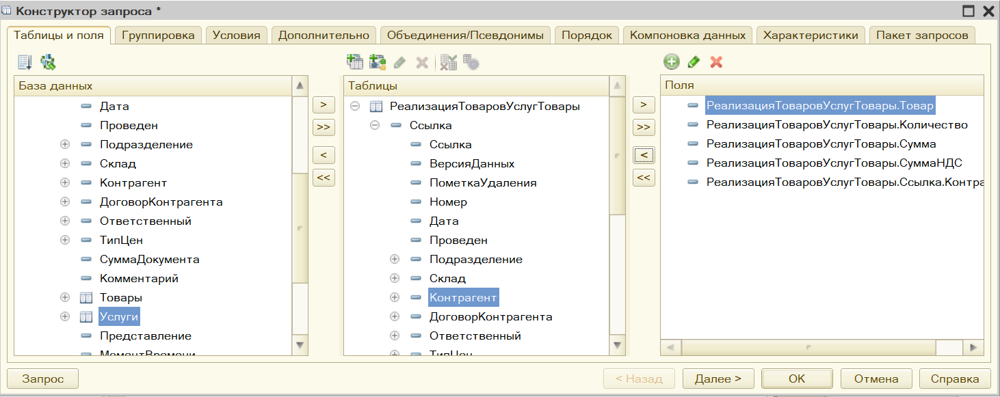 Конструктор запроса *
Таблицы и поля Группировка Условия Дополнительно Объединения/Псевдонимы Порядок Компоновка данных Характеристики Пакет запросов
База данных
Дата
Проведен
Подразделение
Склад
Контрагент
ДоговорКонтрагента
Ответственный
ТипЦен
СуммаДокумента
Комментарий
Товары
Услуги
Представление
МоментВремени
>
>>
<
<<
Таблицы
РеализацияТоваровУслугТовары
Ссылка
Ссылка
ВерсияДанных
ПометкаУдаления
Номер
Дата
Проведен
Подразделение
Склад
Контрагент
ДоговорКонтрагента
Ответственный
ТипЦен
>
>>
<
<<
Поля
РеализацияТоваровУслугТовары.Товар
РеализацияТоваровУслугТовары.Количество
РеализацияТоваровУслугТовары.Сумма
РеализацияТоваровУслугТовары.СуммаНДС
РеализацияТоваровУслугТовары.Ссылка.Контра
Запрос < Назад Далее > OK Отмена Справка